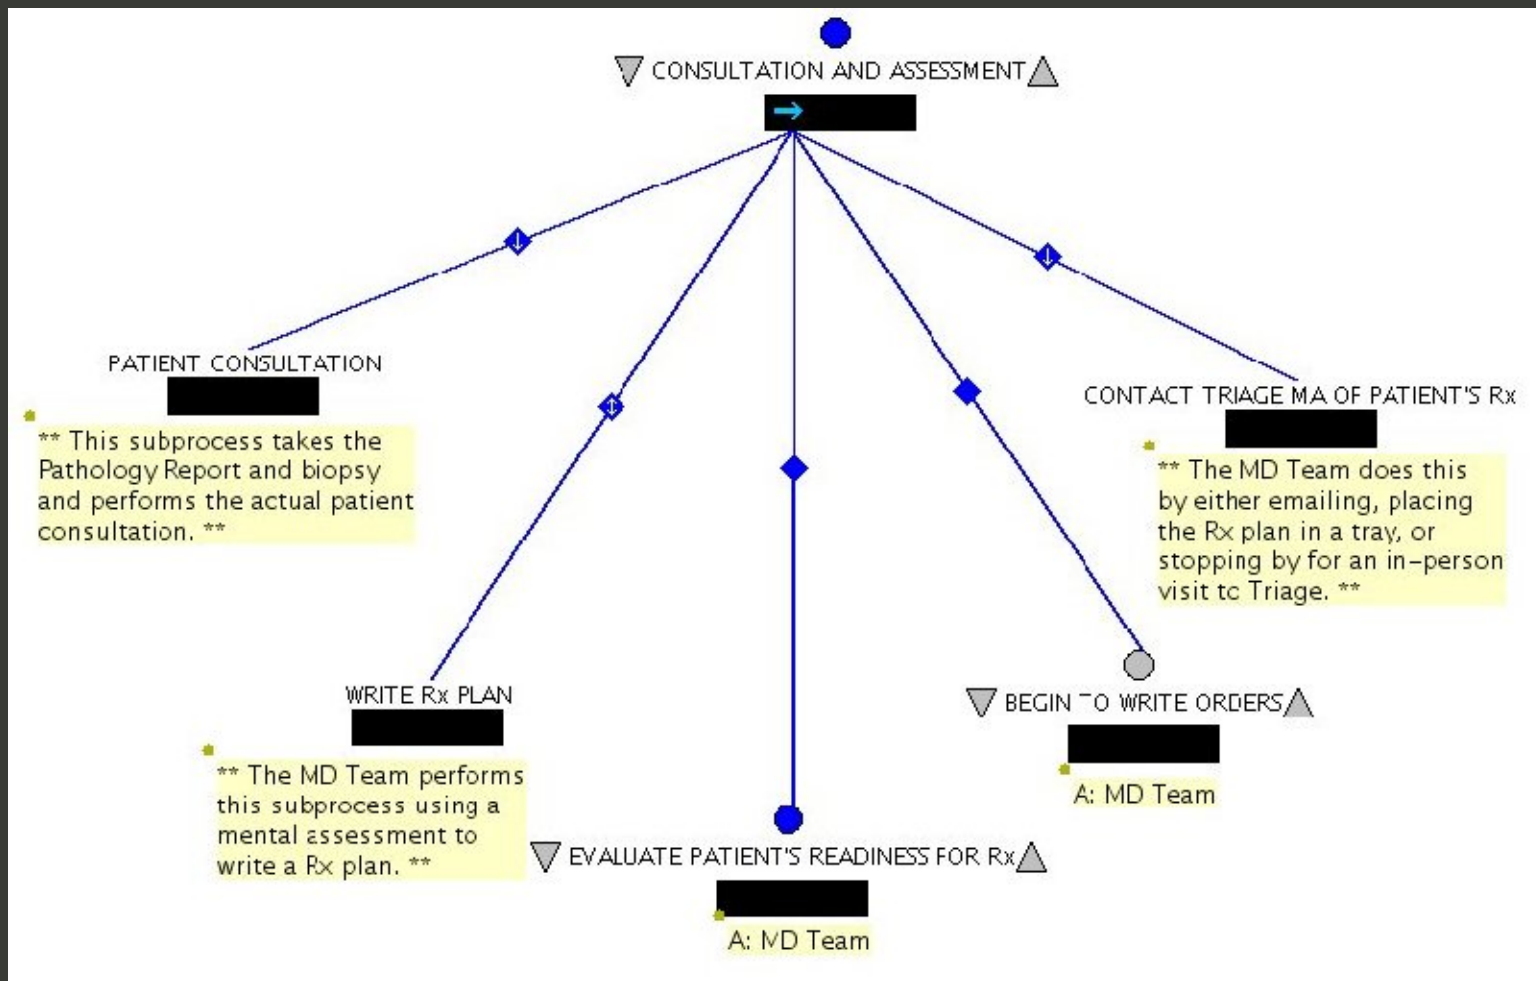 CONSULTATION AND ASSESSMENT
PATIENT CONSULTATION
** This subprocess takes the
Pathology Report and biopsy
and performs the actual patient
consultation. **
WRITE Rx PLAN
** The MD Team performs
this subprocess using a
mental assessment to
write a Rx plan. **
EVALUATE PATIENT'S READINESS FOR Rx
A: MD Team
BEGIN TO WRITE ORDERS
A: MD Team
CONTACT TRIAGE MA OF PATIENT'S Rx
** The MD Team does this
by either emailing, placing
the Rx plan in a tray, or
stopping by for an in-person
visit to Triage. **